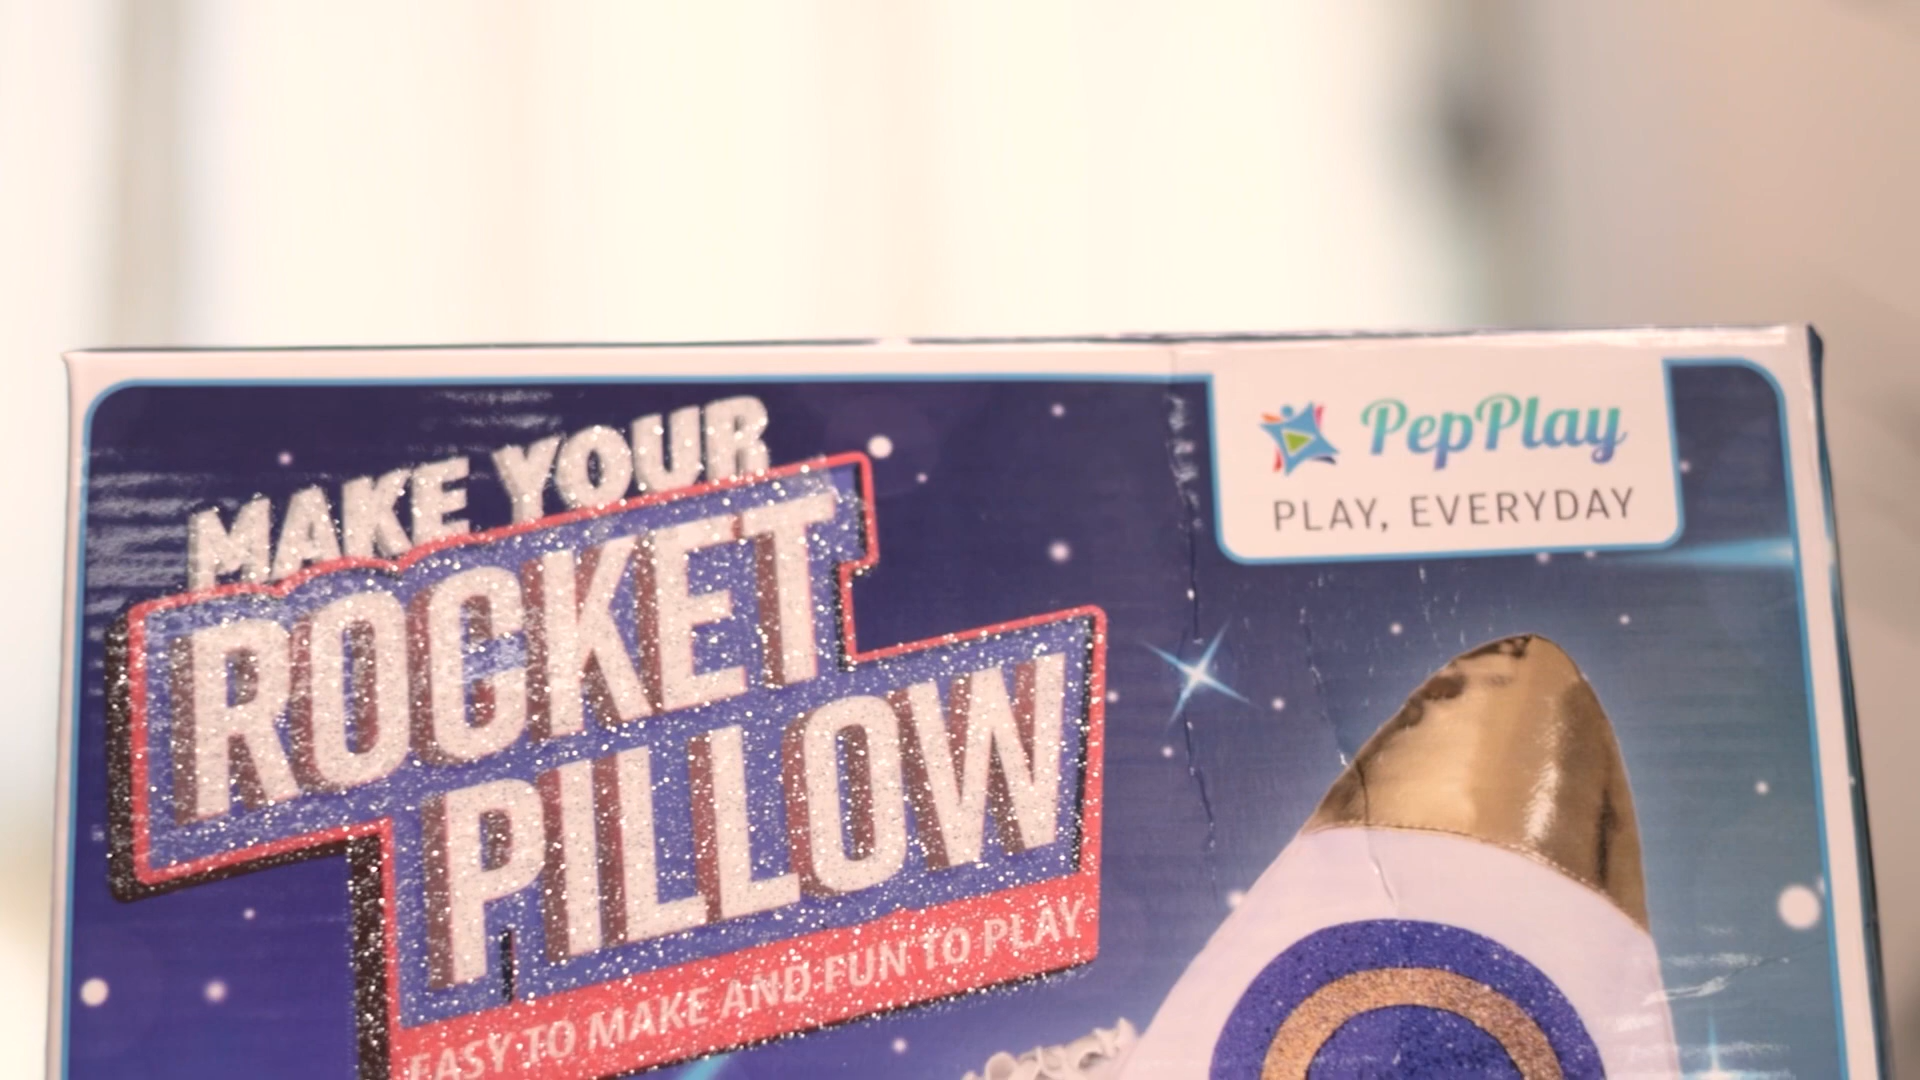 MAKE YOUR
ROCKET
PILLOW
EASY TO MAKE AND FUN TO PLAY
PepPlay
PLAY, EVERYDAY